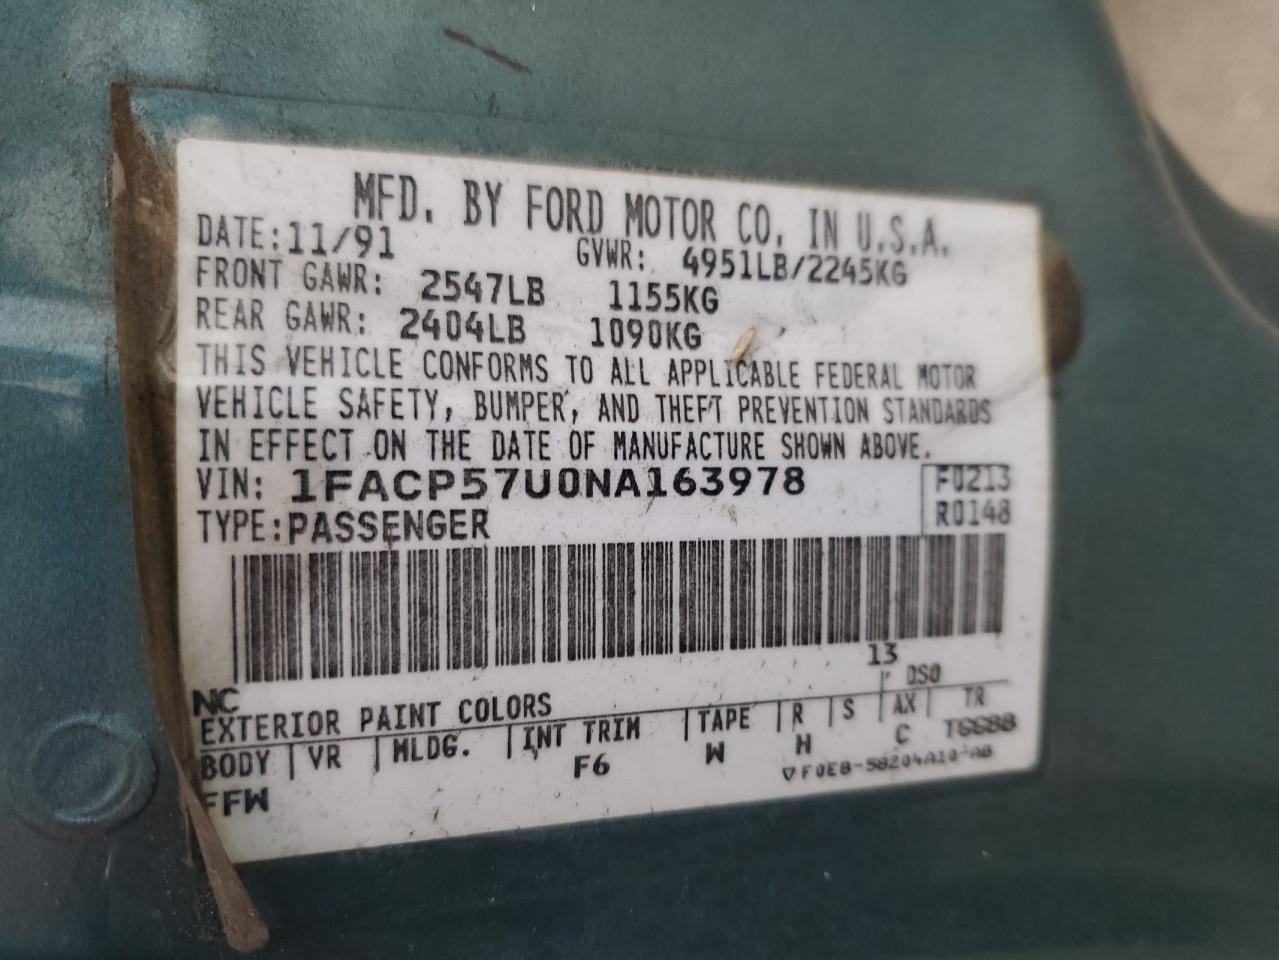 MFD. BY FORD MOTOR CO. IN U.S.A.
DATE: 11/91 GVWR: 4951LB/2245KG
FRONT GAWR: 2547LB 1155KG
REAR GAWR: 2404LB 1090KG
THIS VEHICLE CONFORMS TO ALL APPLICABLE FEDERAL MOTOR
VEHICLE SAFETY, BUMPER, AND THEFT PREVENTION STANDARDS
IN EFFECT ON THE DATE OF MANUFACTURE SHOWN ABOVE.
VIN: 1FACP57U0NA163978 F0213
TYPE: PASSENGER R0148
13
NC DSO
EXTERIOR PAINT COLORS
BODY | VR | MLDG. | INT TRIM | TAPE | R | S | AX | TR
FFW F6 W H C
F0EB-58204A10-AB